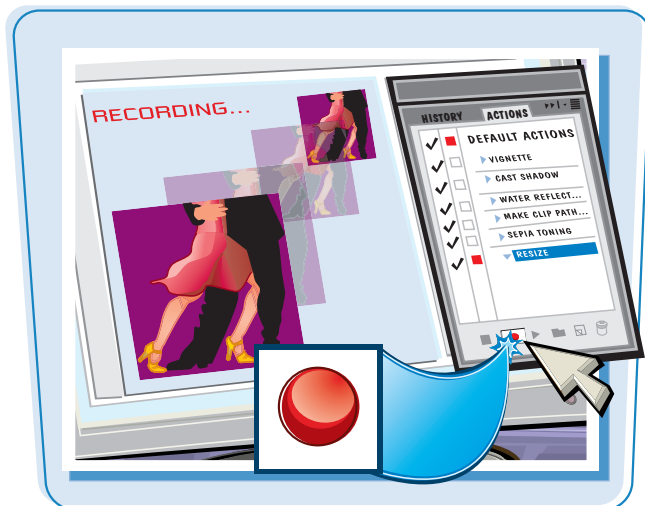 RECORDING...
HISTORY
ACTIONS
DEFAULT ACTIONS
VIGNETTE
CAST SHADOW
WATER REFLECT...
MAKE CLIP PATH...
SEPIA TONING
RESIZE